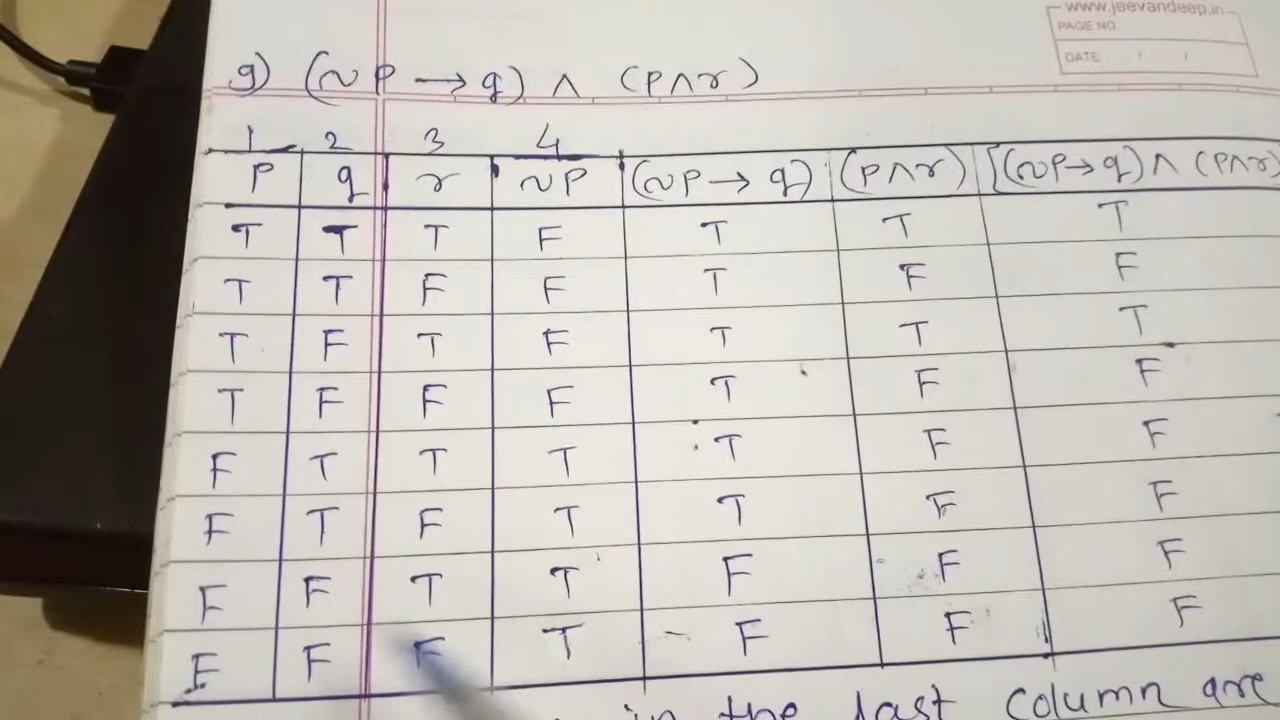 www.jeevandeep.in
PAGE NO.
DATE: / /
g) (~p → q) ∧ (p∧r)
1 2 3 4
p q r ~p (~p → q) (p∧r) [(~p→q) ∧ (p∧r)
T T T F T T T
T T F F T F F
T F T F T T T
T F F F T F F
F T T T T F F
F T F T T F F
F F T T F F F
F F F T F F F
in the last column are